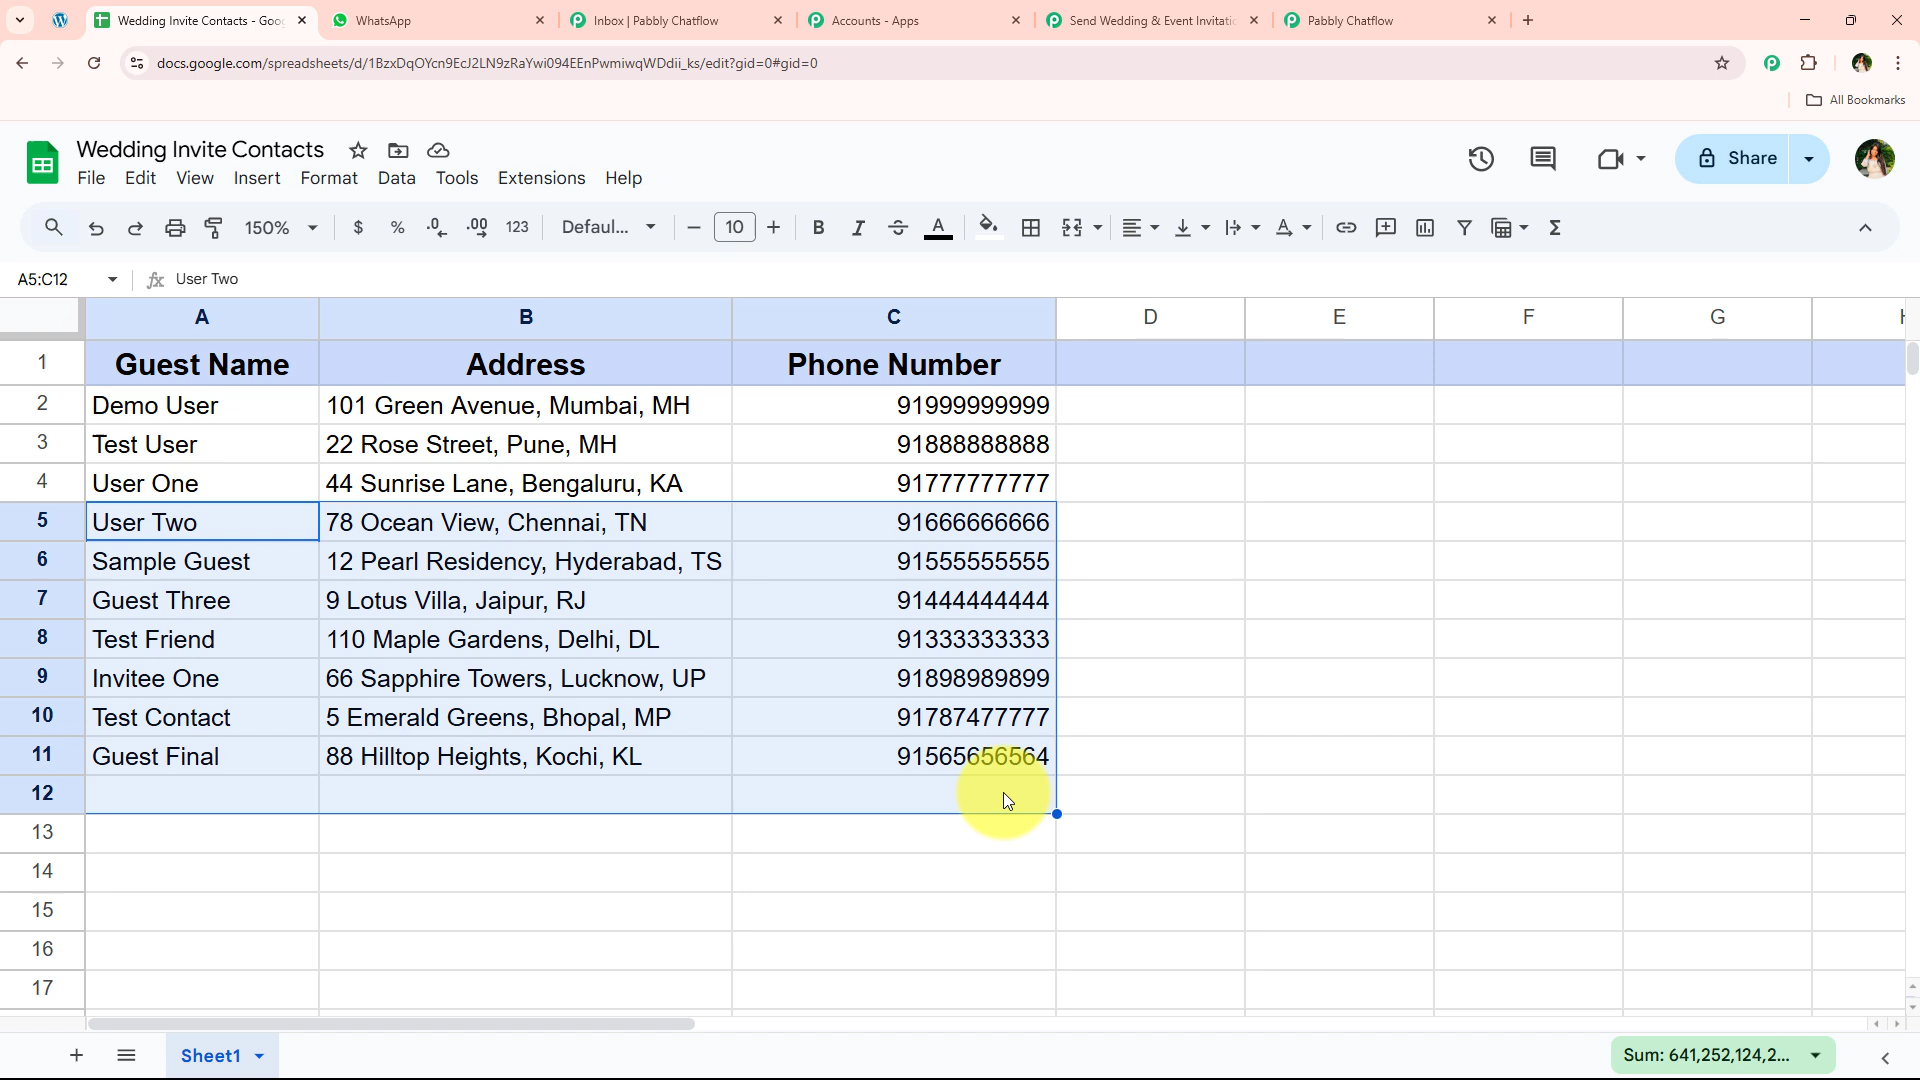 Wedding Invite Contacts - Goo
WhatsApp
Inbox | Pabbly Chatflow
Accounts - Apps
Send Wedding & Event Invitatio
Pabbly Chatflow
docs.google.com/spreadsheets/d/1BzxDqOYcn9EcJ2LN9zRaYwi094EEnPwmiwqWDdii_ks/edit?gid=0#gid=0
All Bookmarks
Wedding Invite Contacts
File Edit View Insert Format Data Tools Extensions Help
Share
150% $ % .0 .00 123 Defaul... 10 B I A
A5:C12 fx User Two
A B C D E F G
1 Guest Name Address Phone Number
2 Demo User 101 Green Avenue, Mumbai, MH 91999999999
3 Test User 22 Rose Street, Pune, MH 91888888888
4 User One 44 Sunrise Lane, Bengaluru, KA 91777777777
5 User Two 78 Ocean View, Chennai, TN 91666666666
6 Sample Guest 12 Pearl Residency, Hyderabad, TS 91555555555
7 Guest Three 9 Lotus Villa, Jaipur, RJ 91444444444
8 Test Friend 110 Maple Gardens, Delhi, DL 91333333333
9 Invitee One 66 Sapphire Towers, Lucknow, UP 91898989899
10 Test Contact 5 Emerald Greens, Bhopal, MP 91787477777
11 Guest Final 88 Hilltop Heights, Kochi, KL 91565656564
12
13
14
15
16
17
Sheet1
Sum: 641,252,124,2...